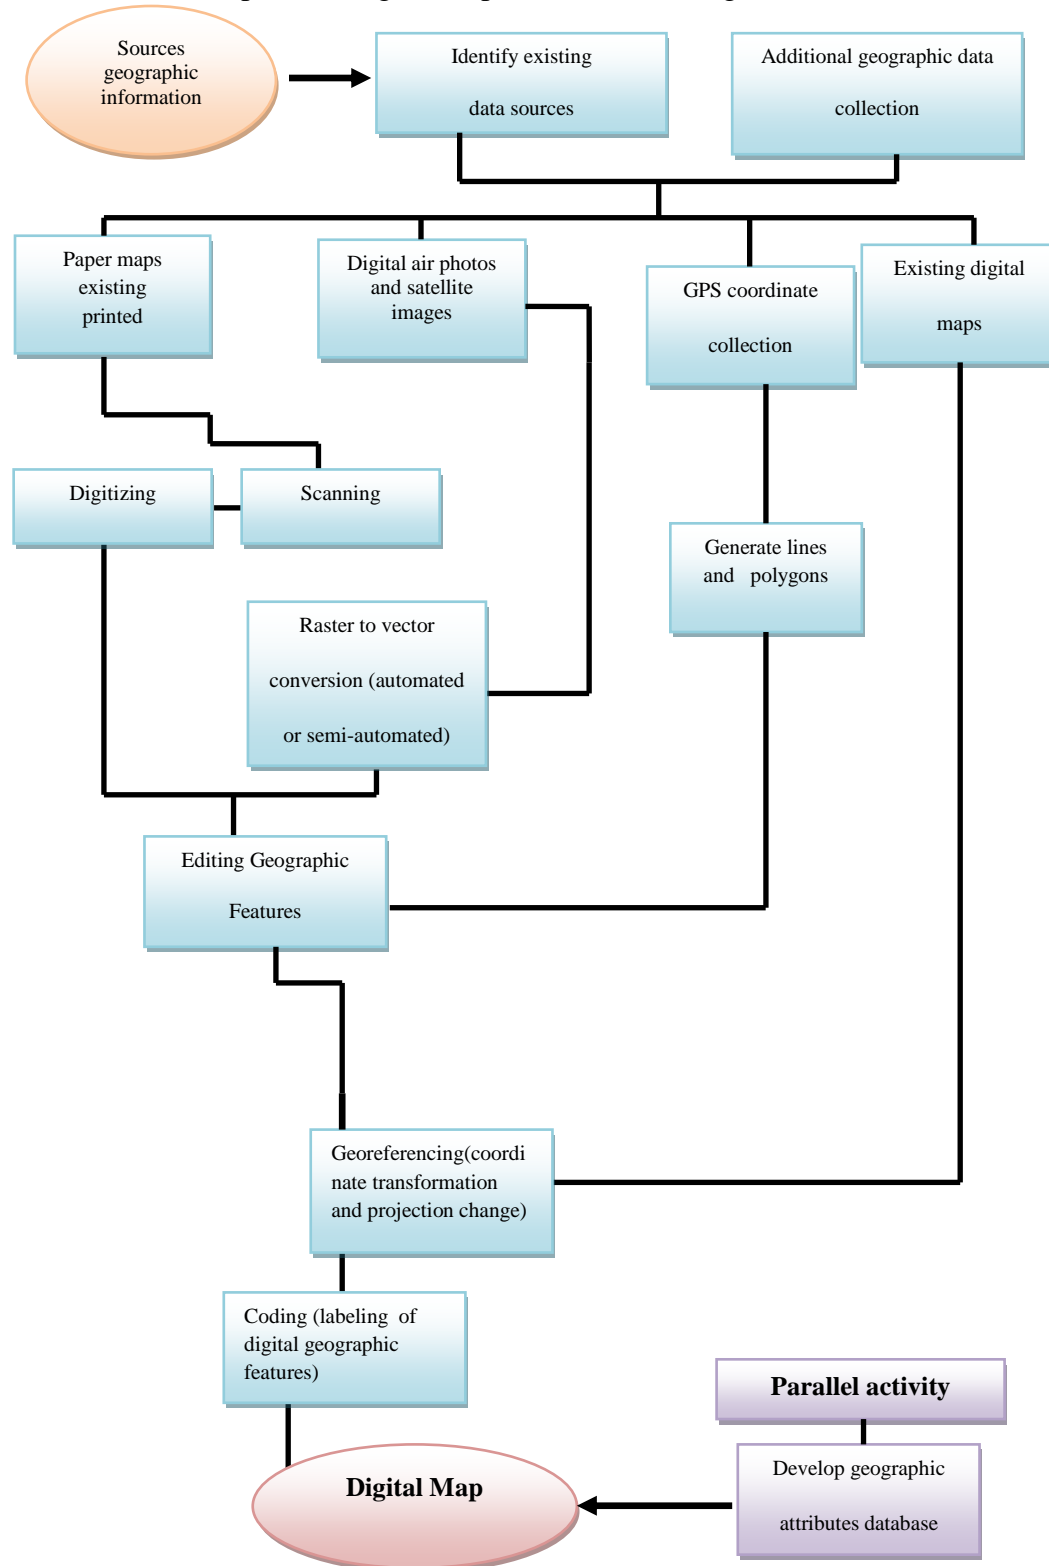 Sources
geographic
information
Identify existing
data sources
Additional geographic data
collection
Paper maps
existing
printed
Digital air photos
and satellite
images
GPS coordinate
collection
Existing digital
maps
Digitizing
Scanning
Generate lines
and polygons
Raster to vector
conversion (automated
or semi-automated)
Editing Geographic
Features
Georeferencing(coordi
nate transformation
and projection change)
Coding (labeling of
digital geographic
features)
Parallel activity
Develop geographic
attributes database
Digital Map